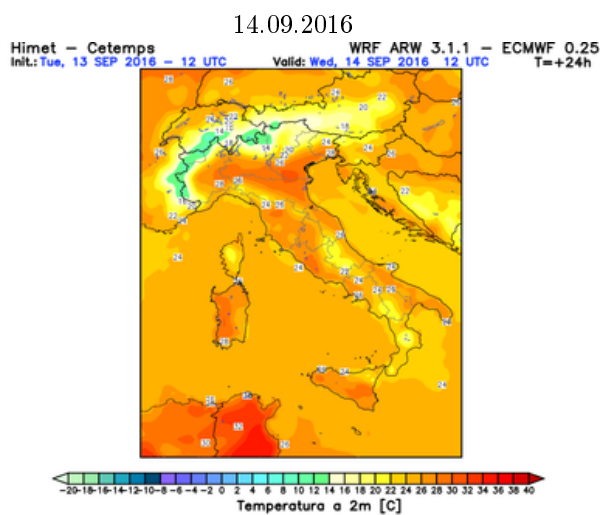 14.09.2016
Himet – Cetemps WRF ARW 3.1.1 – ECMWF 0.25
Init.: Tue, 13 SEP 2016 – 12 UTC Valid: Wed, 14 SEP 2016 12 UTC T=+24h
-20 -18 -16 -14 -12 -10 -8 -6 -4 -2 0 2 4 6 8 10 12 14 16 18 20 22 24 26 28 30 32 34 36 38 40
Temperatura a 2m [C]